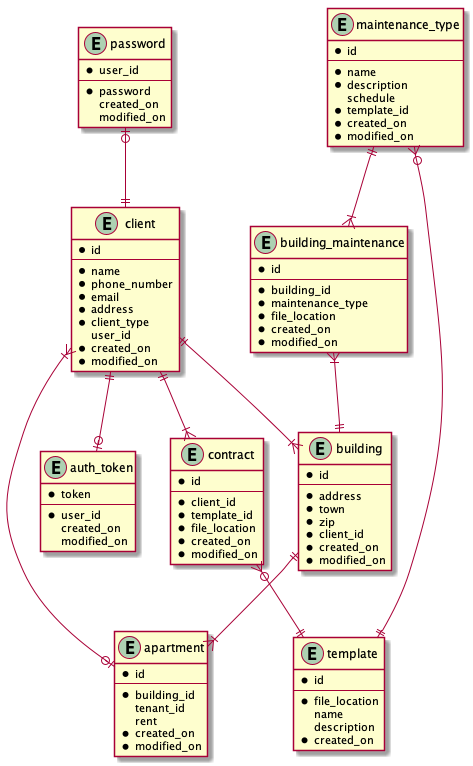 E password
user_id
password
created_on
modified_on
E maintenance_type
id
name
description
schedule
template_id
created_on
modified_on
E client
id
name
phone_number
email
address
client_type
user_id
created_on
modified_on
E building_maintenance
id
building_id
maintenance_type
file_location
created_on
modified_on
E auth_token
token
user_id
created_on
modified_on
E contract
id
client_id
template_id
file_location
created_on
modified_on
E building
id
address
town
zip
client_id
created_on
modified_on
E apartment
id
building_id
tenant_id
rent
created_on
modified_on
E template
id
file_location
name
description
created_on